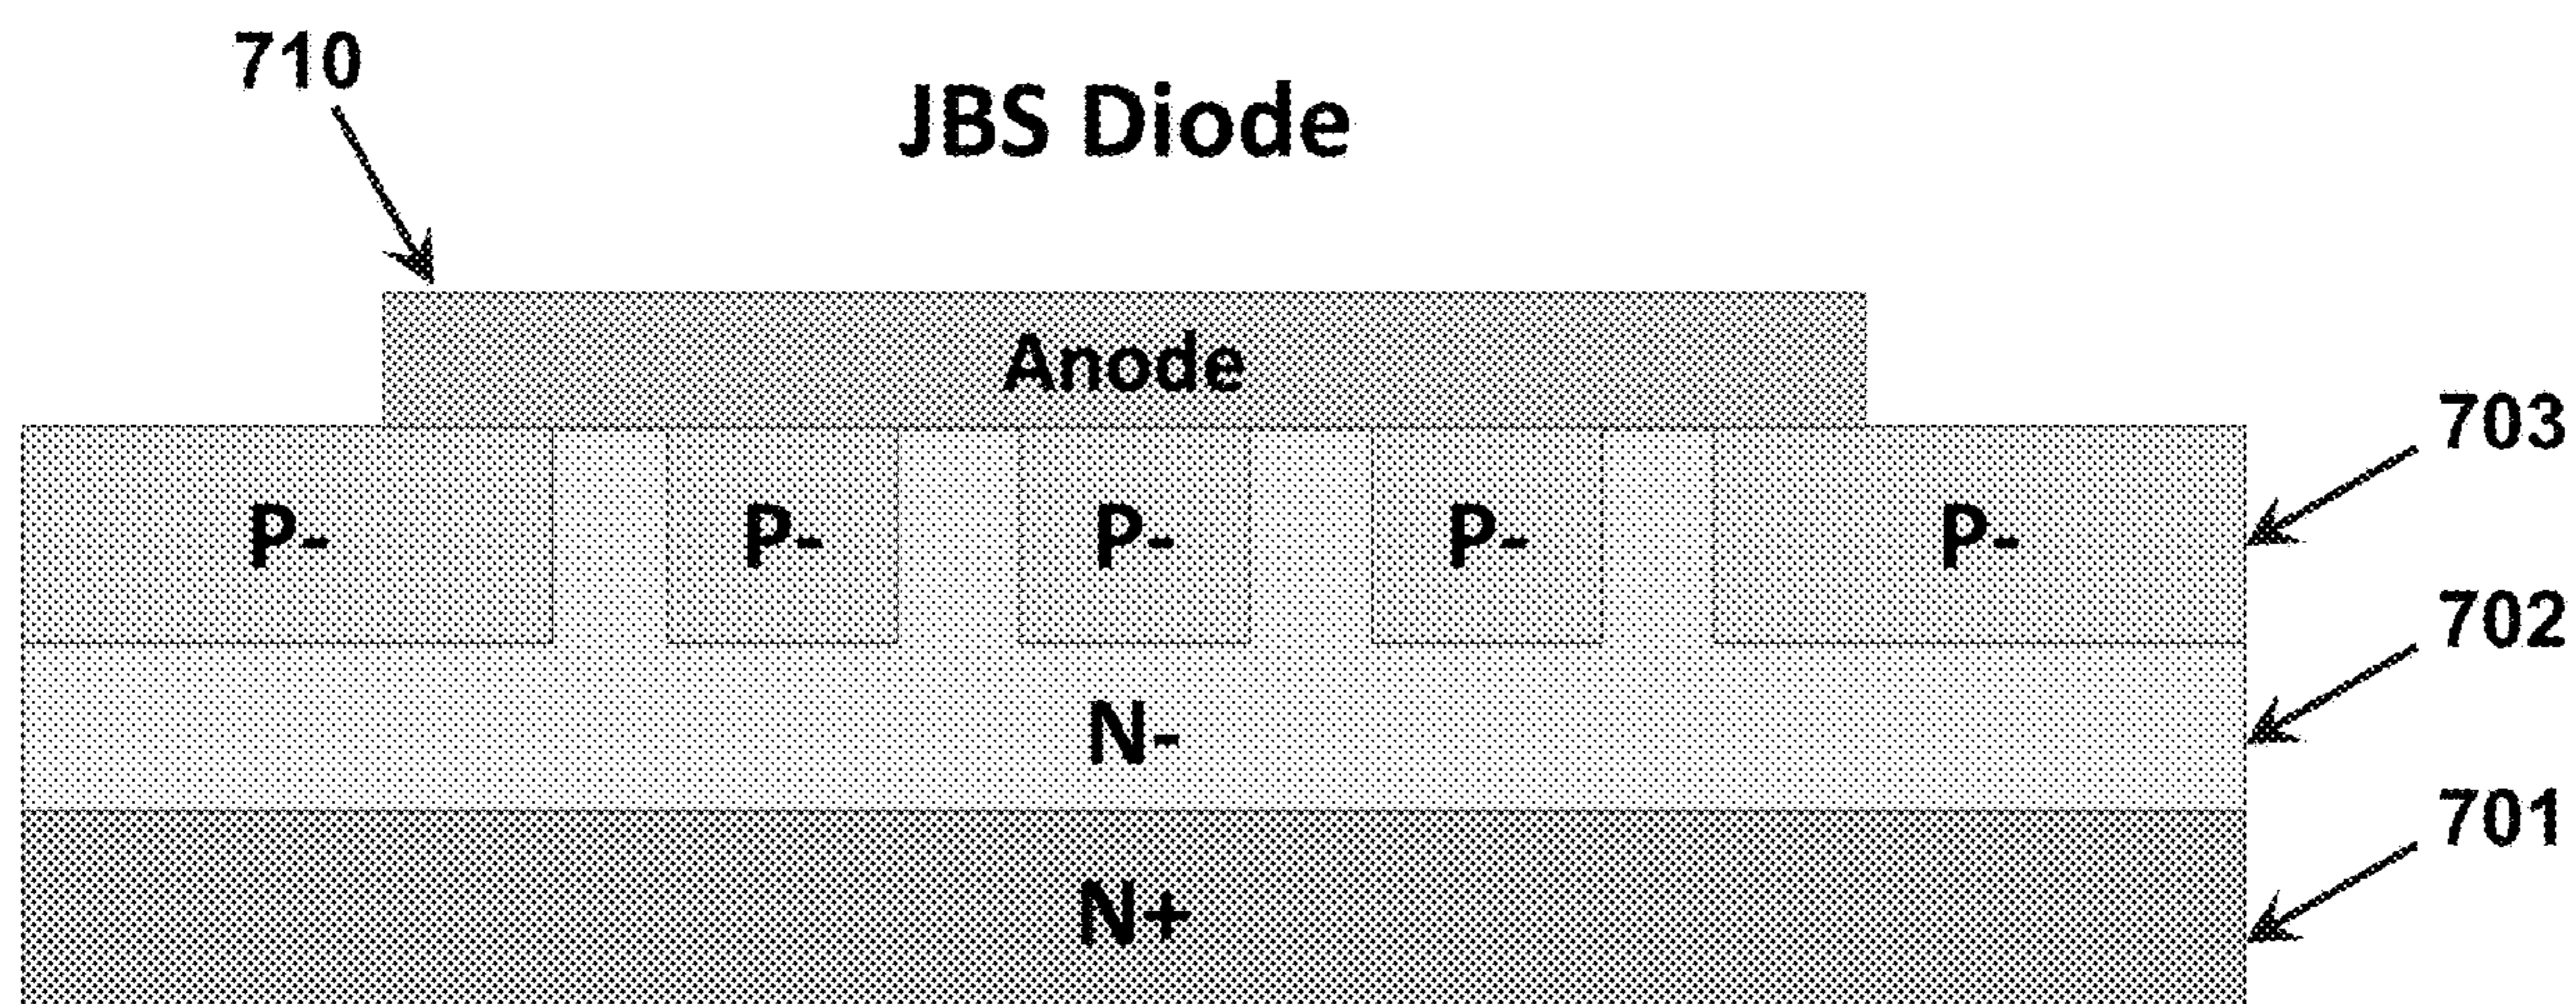 710
JBS Diode
Anode
703
P- P- P- P- P-
702
N-
701
N+